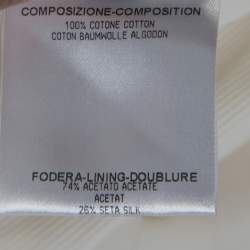 COMPOSIZIONE-COMPOSITION
100% COTONE COTTON
COTON BAUMWOLLE ALGODON
FODERA-LINING-DOUBLURE
74% ACETATO ACETATE
ACETAT
26% SETA SILK